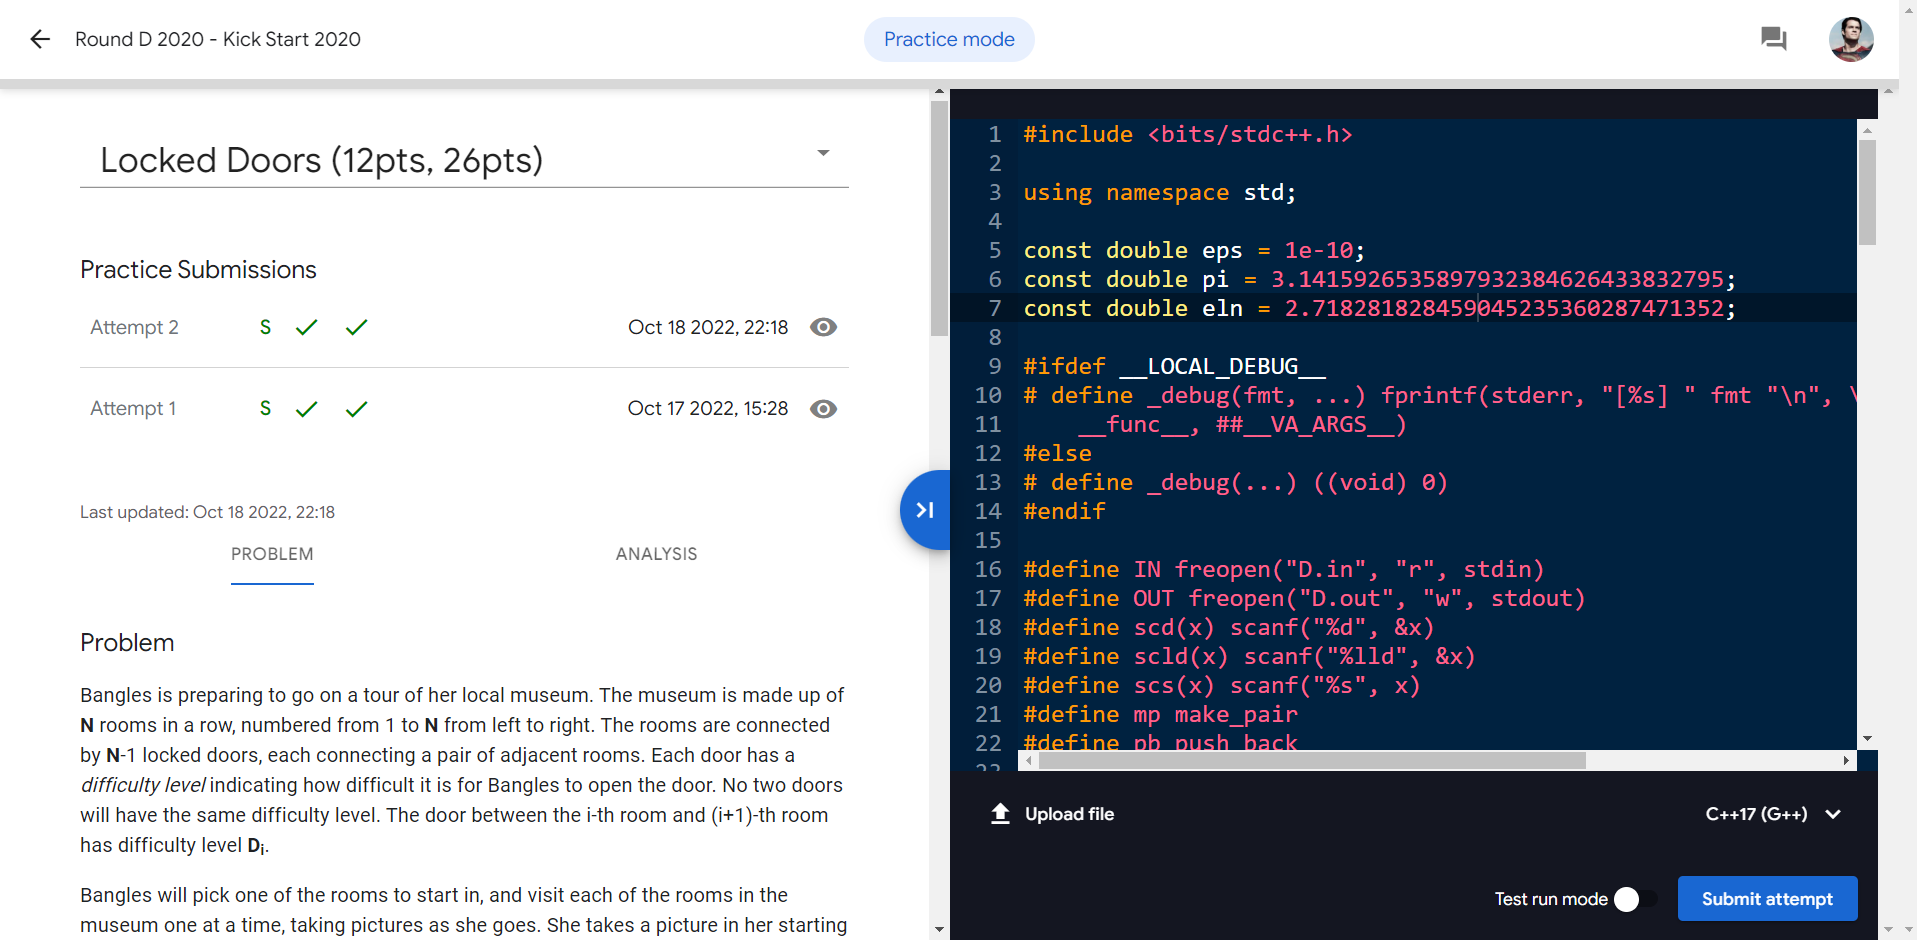 Round D 2020 - Kick Start 2020
Practice mode
Locked Doors (12pts, 26pts)
Practice Submissions
Attempt 2 S Oct 18 2022, 22:18
Attempt 1 S Oct 17 2022, 15:28
Last updated: Oct 18 2022, 22:18
PROBLEM ANALYSIS
Problem
Bangles is preparing to go on a tour of her local museum. The museum is made up of
N rooms in a row, numbered from 1 to N from left to right. The rooms are connected
by N-1 locked doors, each connecting a pair of adjacent rooms. Each door has a
difficulty level indicating how difficult it is for Bangles to open the door. No two doors
will have the same difficulty level. The door between the i-th room and (i+1)-th room
has difficulty level Di.
Bangles will pick one of the rooms to start in, and visit each of the rooms in the
museum one at a time, taking pictures as she goes. She takes a picture in her starting
1 #include <bits/stdc++.h>
2
3 using namespace std;
4
5 const double eps = 1e-10;
6 const double pi = 3.1415926535897932384626433832795;
7 const double eln = 2.7182818284590452353602874713​52;
8
9 #ifdef __LOCAL_DEBUG__
10 # define _debug(fmt, ...) fprintf(stderr, "[%s] " fmt "\n", \
11 __func__, ##__VA_ARGS__)
12 #else
13 # define _debug(...) ((void) 0)
14 #endif
15
16 #define IN freopen("D.in", "r", stdin)
17 #define OUT freopen("D.out", "w", stdout)
18 #define scd(x) scanf("%d", &x)
19 #define scld(x) scanf("%lld", &x)
20 #define scs(x) scanf("%s", x)
21 #define mp make_pair
22 #define pb push_back
23
Upload file
C++17 (G++)
Test run mode
Submit attempt